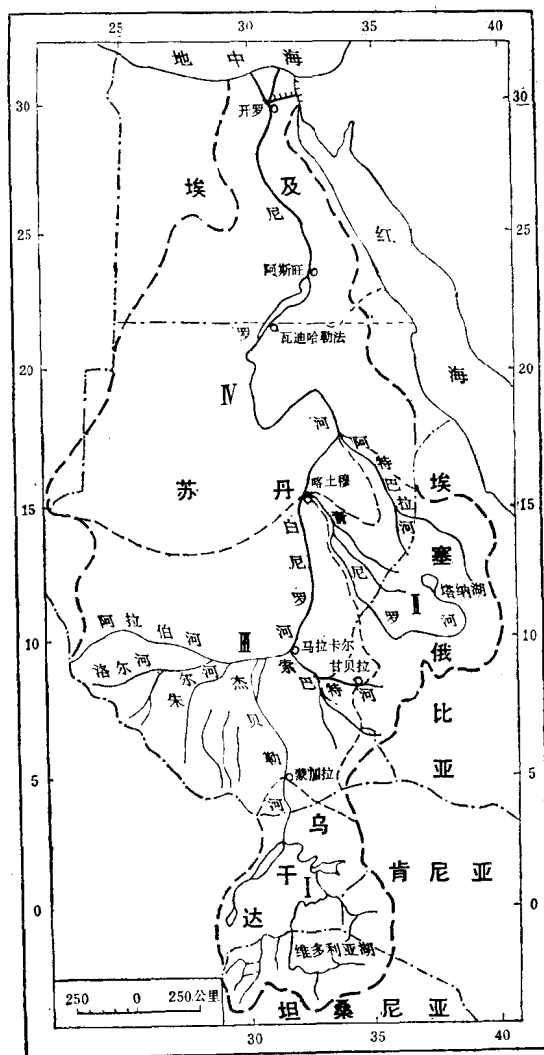 25 30 35 40
地中海
30 30
开罗
埃及
尼
红
阿斯旺
25 25
罗
瓦迪哈勒法
海
20 20
Ⅳ
河
阿特巴拉河
埃塞俄比亚
喀土穆
苏丹
15 15
青尼罗河
白尼罗河
塔纳湖
Ⅱ
阿拉伯河
Ⅲ
马拉卡尔
10 10
洛尔河
甘贝拉
索巴特河
朱尔河
杰贝勒河
5 5
蒙加拉
乌干达
肯尼亚
Ⅰ
0 0
维多利亚湖
250 0 250公里
坦桑尼亚
30 35 40